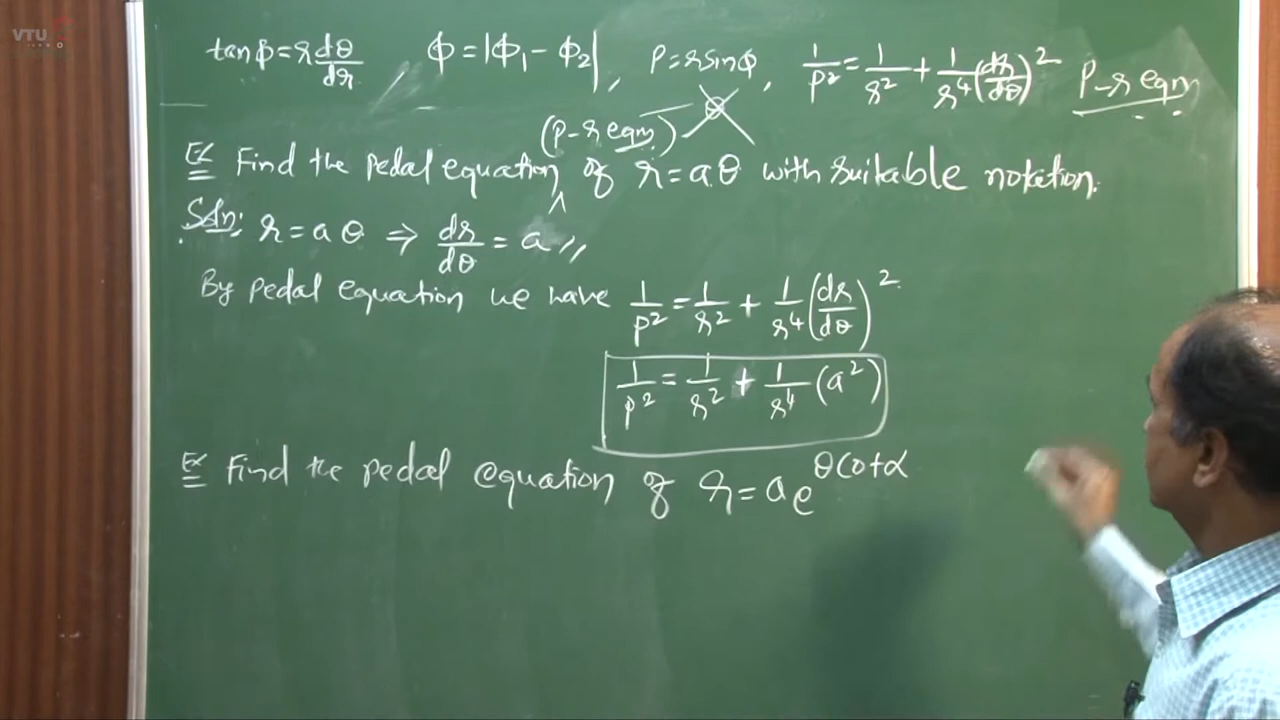 VTU
tanφ = r dθ/dr, φ = |φ₁ - φ₂|, P = r sinφ, 1/P² = 1/r² + 1/r⁴ (dr/dθ)² P-r eqn
(P-r eqn) θ
Ex Find the pedal equation ^ of r = aθ with suitable notation.
Soln: r = aθ ⇒ dr/dθ = a //
By pedal equation we have 1/P² = 1/r² + 1/r⁴ (dr/dθ)²
1/P² = 1/r² + 1/r⁴ (a²)
Ex Find the pedal equation of r = a e^(θ cot α)